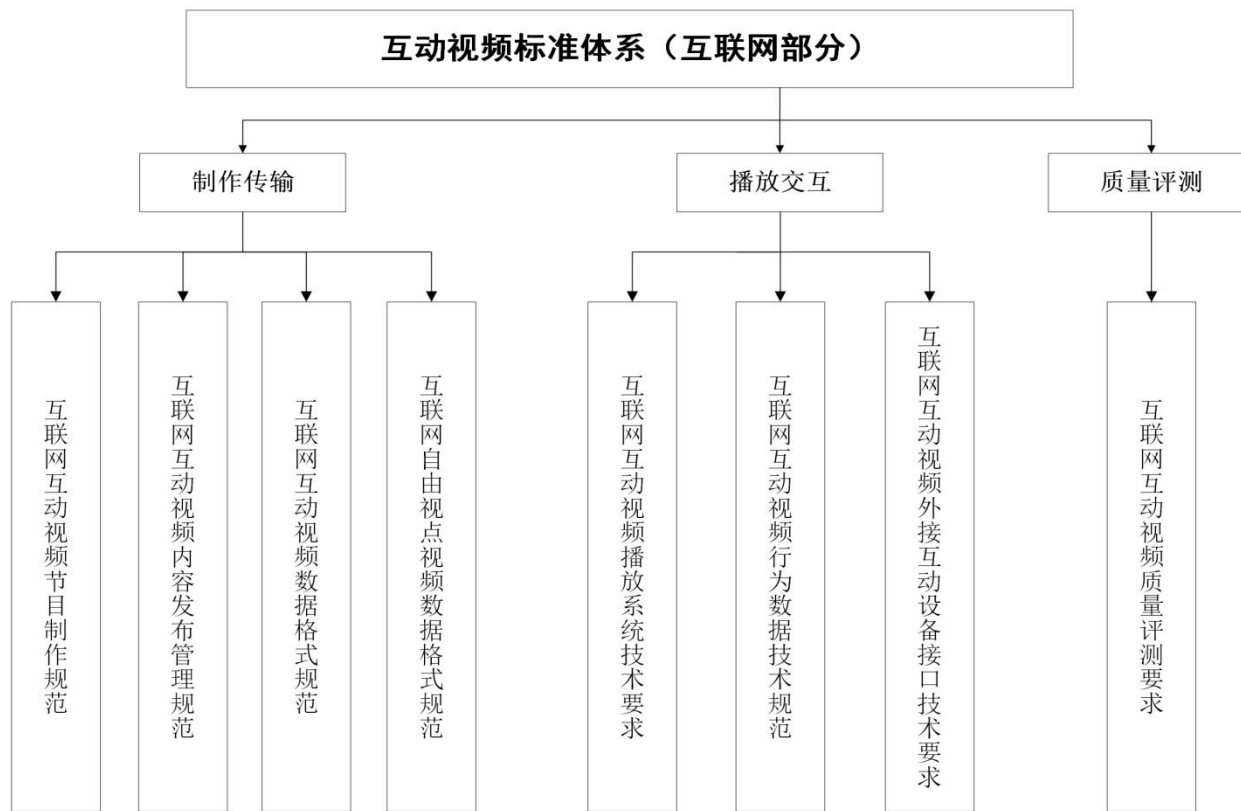 互动视频标准体系（互联网部分）
制作传输
播放交互
质量评测
互联网互动视频节目制作规范
互联网互动视频内容发布管理规范
互联网互动视频数据格式规范
互联网自由视点视频数据格式规范
互联网互动视频播放系统技术要求
互联网互动视频行为数据技术规范
互联网互动视频外接互动设备接口技术要求
互联网互动视频质量评测要求